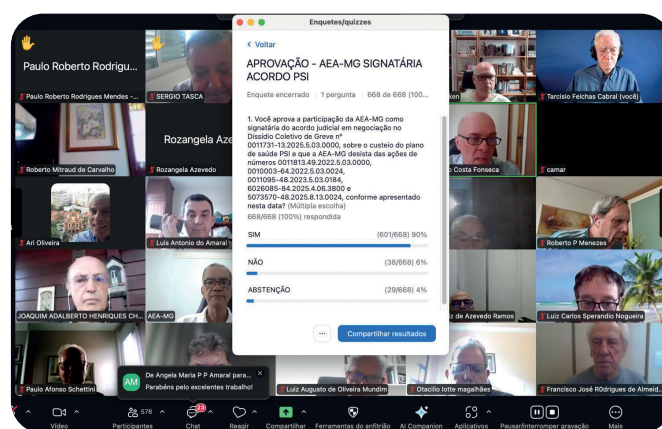 Enquetes/quizzes
Voltar
APROVAÇÃO - AEA-MG SIGNATÁRIA
ACORDO PSI
Enquete encerrado 1 pergunta 668 de 668 (100...
1. Você aprova a participação da AEA-MG como
signatária do acordo judicial em negociação no
Dissídio Coletivo de Greve nº
0011731-13.2025.5.03.0000, sobre o custeio do plano
de saúde PSI e que a AEA-MG desista das ações de
números 0011813.49.2022.5.03.0000,
0010003-64.2022.5.03.0024,
0011095-48.2023.5.03.0184,
6026085-84.2025.4.06.3800 e
5073570-48.2025.8.13.0024, conforme apresentado
nesta data? (Múltipla escolha)
668/668 (100%) respondida
SIM (601/668) 90%
NÃO (38/668) 6%
ABSTENÇÃO (29/668) 4%
...
Compartilhar resultados
Paulo Roberto Rodrigu...
Paulo Roberto Rodrigues Mendes -...
SERGIO TASCA
ken
Tarcísio Feichas Cabral (você)
Roberto Mitraud de Carvalho
Rozangela Azeve
Rozangela Azevedo
o Costa Fonseca
camar
Ari Oliveira
Luis Antonio do Amaral
Roberto P Menezes
JOAQUIM ADALBERTO HENRIQUES CH...
AEA-MG
iz de Azevedo Ramos
Luiz Carlos Sperandio Nogueira
Paulo Afonso Schettini
Luiz Augusto de Oliveira Mundim
Otacilio lotte magalhães
Francisco José R0drigues de Almeid..
AM
De Angela Maria P P Amaral para...
Parabéns pelo excelentes trabalho!
578
23
Vídeo
Participantes
Chat
Reagir
Compartilhar
Ferramentas do anfitrião
AI Companion
Aplicativos
Pausar/interromper gravação
Mais